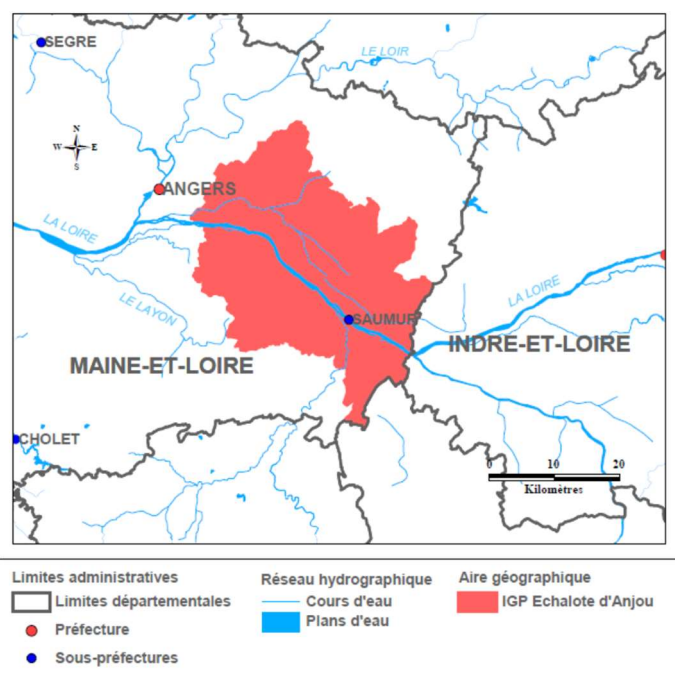 SEGRE
LE LOIR
N
W E
S
ANGERS
LA LOIRE
LE LAYON
LA LOIRE
SAUMUR
INDRE-ET-LOIRE
MAINE-ET-LOIRE
CHOLET
0 10 20
Kilomètres
Limites administratives
Limites départementales
Préfecture
Sous-préfectures
Réseau hydrographique
Cours d'eau
Plans d'eau
Aire géographique
IGP Echalote d'Anjou